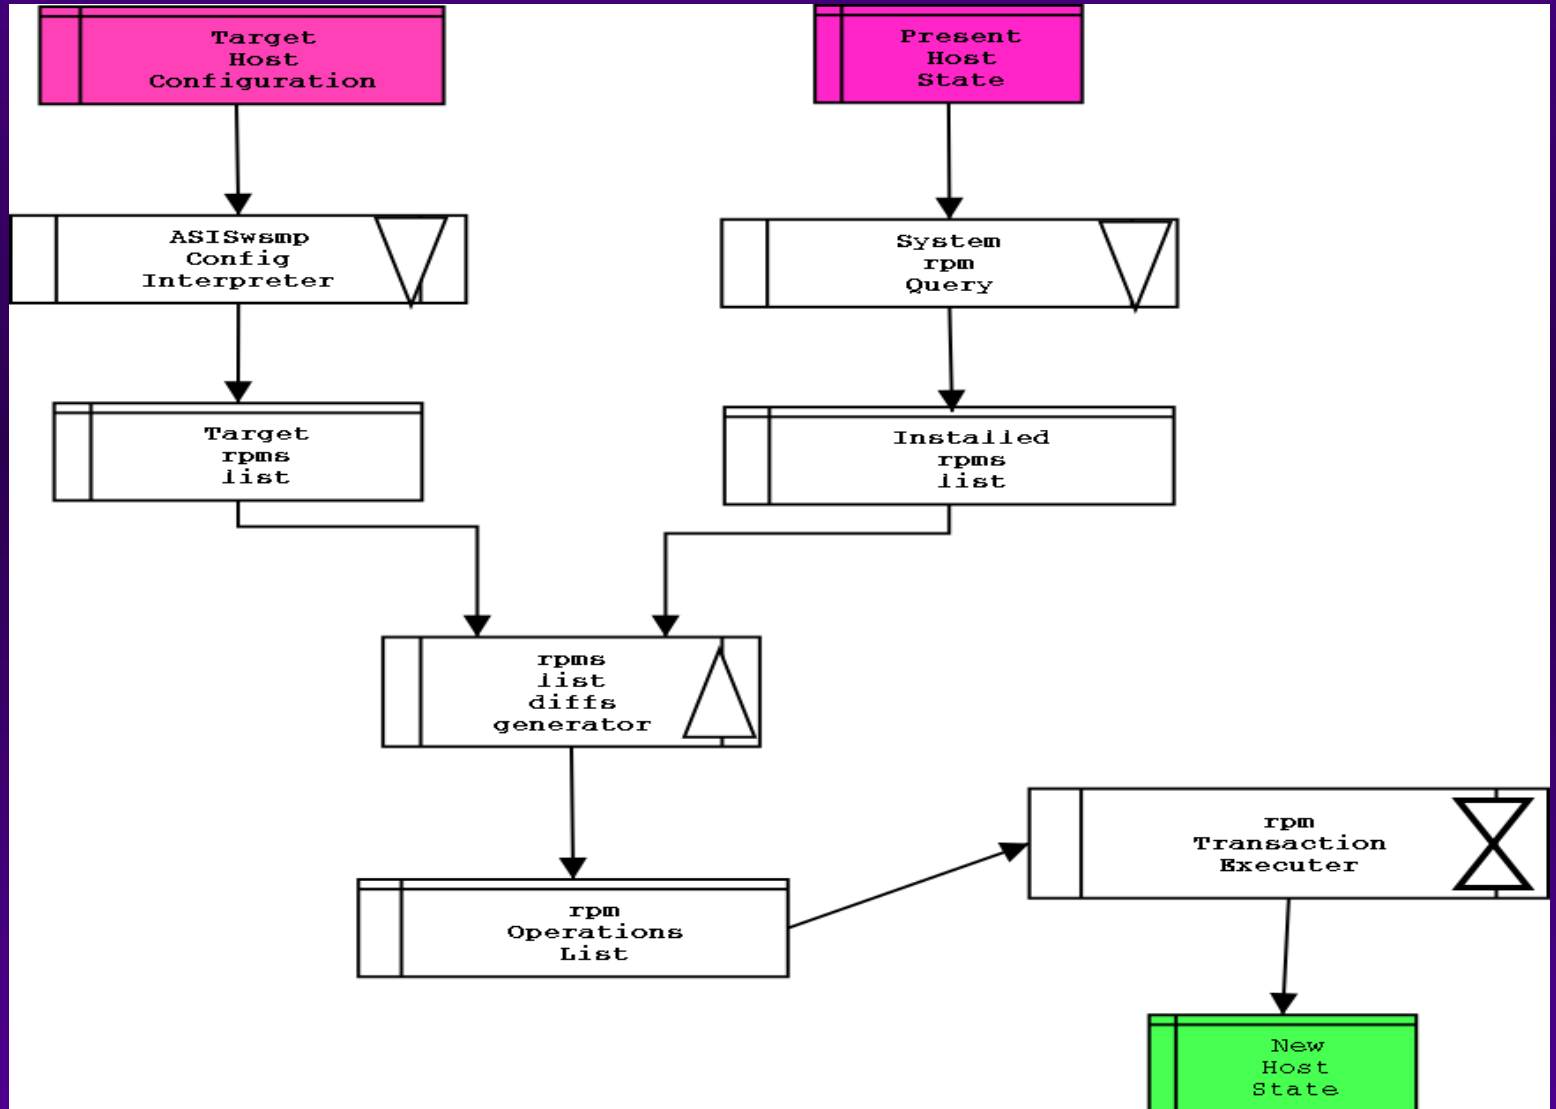 Target
Host
Configuration
Present
Host
State
ASISwsmp
Config
Interpreter
System
rpm
Query
Target
rpms
list
Installed
rpms
list
rpms
list
diffs
generator
rpm
Transaction
Executer
rpm
Operations
List
New
Host
State